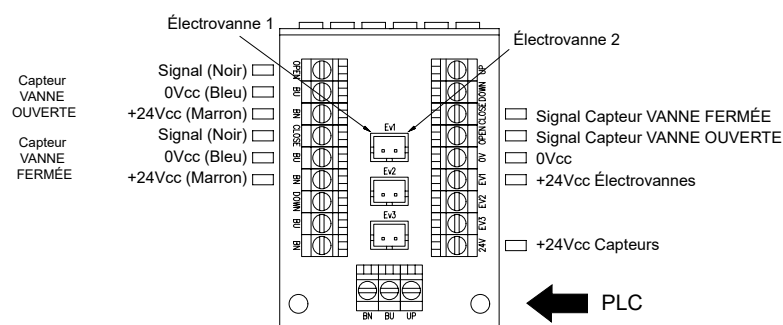 Électrovanne 1
Électrovanne 2
Capteur
VANNE
OUVERTE
Capteur
VANNE
FERMÉE
Signal (Noir)
0Vcc (Bleu)
+24Vcc (Marron)
Signal (Noir)
0Vcc (Bleu)
+24Vcc (Marron)
OPEN
BU
BN
CLOSE
BU
BN
DOWN
BU
BN
Ev1
Ev2
Ev3
UP
DOWN
CLOSE
OPEN
0V
EV1
EV2
EV3
24V
Signal Capteur VANNE FERMÉE
Signal Capteur VANNE OUVERTE
0Vcc
+24Vcc Électrovannes
+24Vcc Capteurs
BN BU UP
PLC